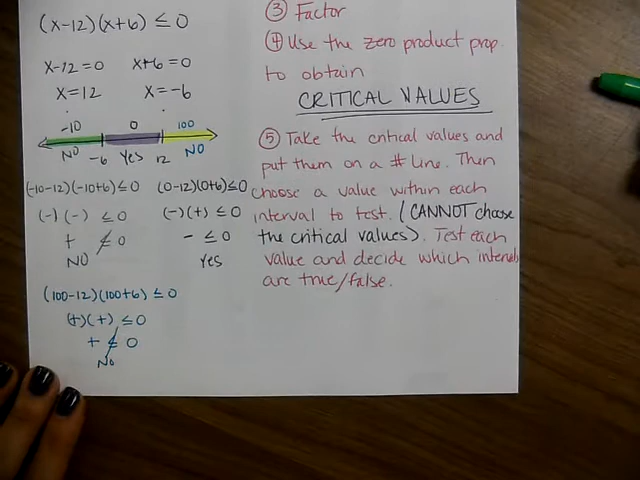 (x-12)(x+6) ≤ 0
x-12=0 x+6=0
x=12 x=-6
-10 0 100
NO -6 Yes 12 NO
(-10-12)(-10+6) ≤ 0 (0-12)(0+6) ≤ 0
(-)(-) ≤ 0 (-)(+) ≤ 0
+ ≰ 0 - ≤ 0
NO Yes
(100-12)(100+6) ≤ 0
(+)(+) ≤ 0
+ ≰ 0
No
③ Factor
④ Use the zero product prop.
to obtain
CRITICAL VALUES
⑤ Take the critical values and
put them on a # line. Then
choose a value within each
interval to test. (CANNOT choose
the critical values). Test each
value and decide which intervals
are true/false.